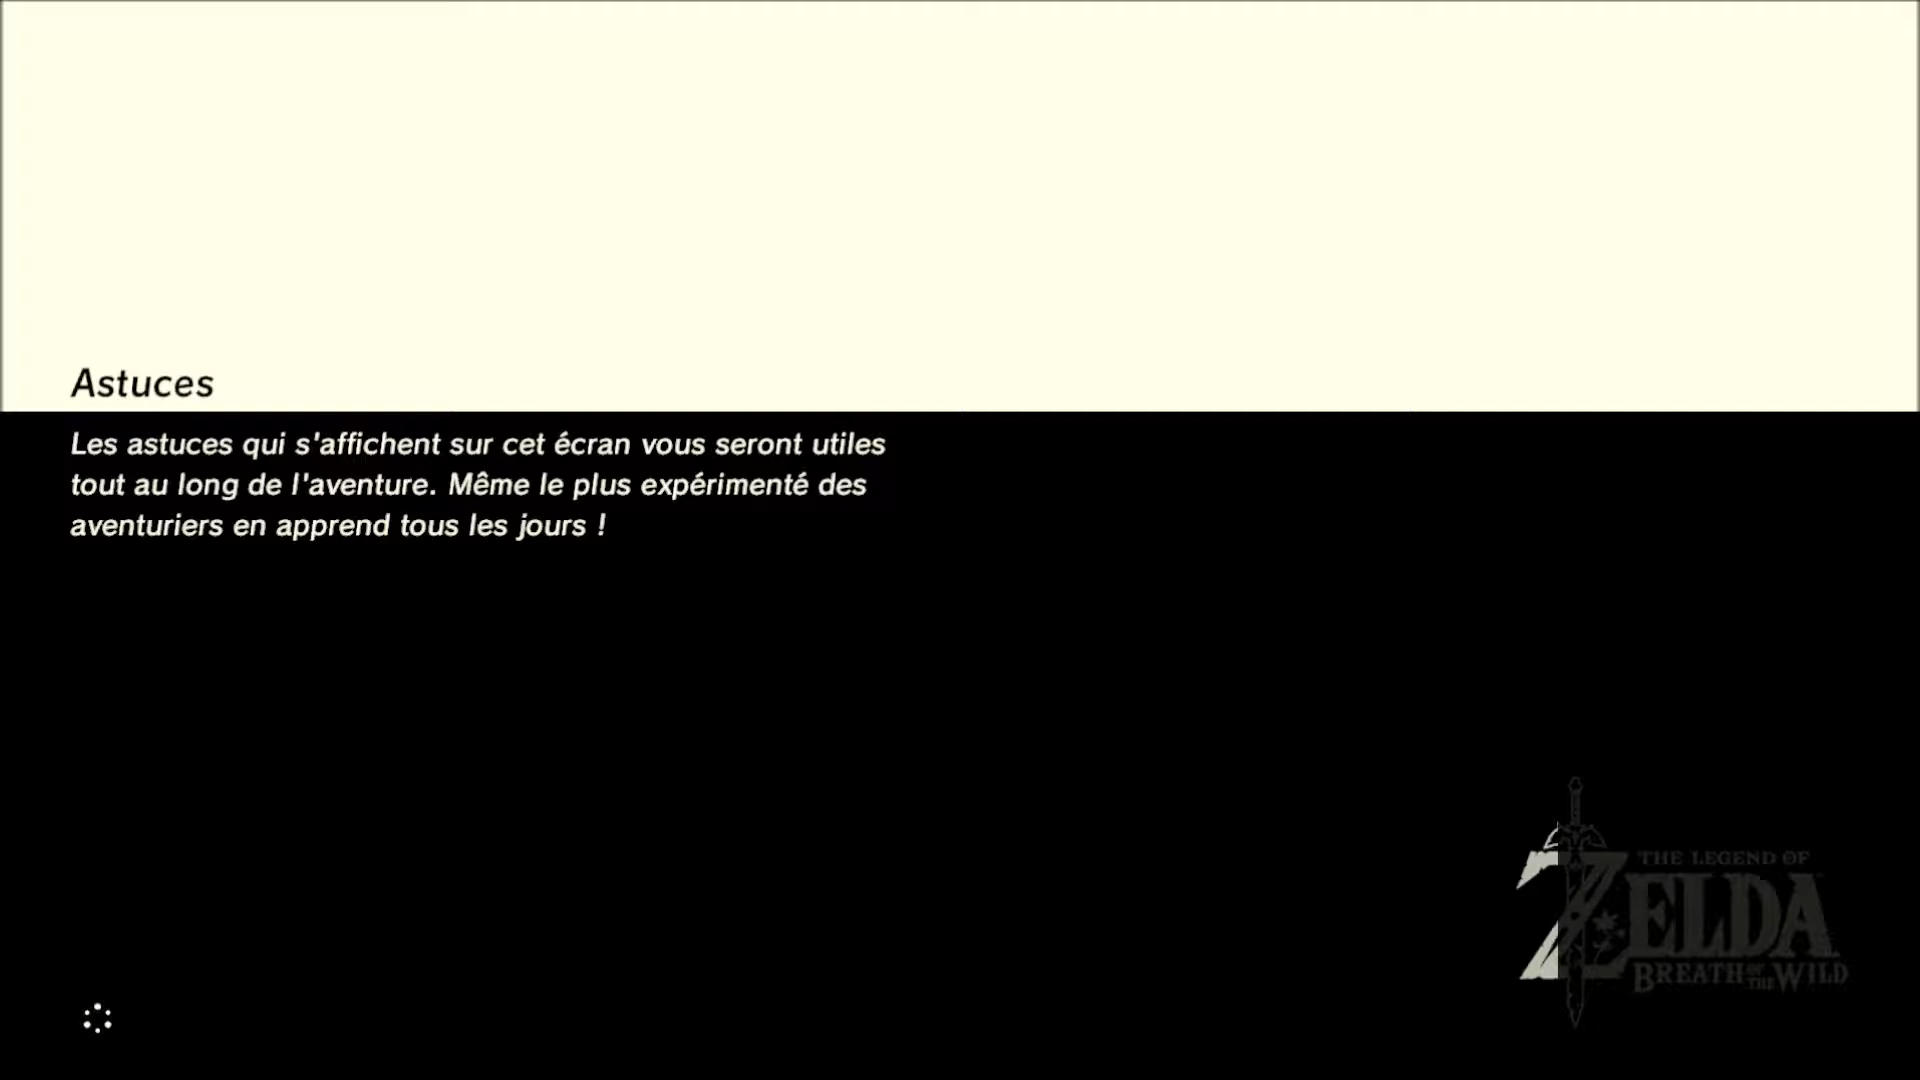 Astuces
Les astuces qui s'affichent sur cet écran vous seront utiles
tout au long de l'aventure. Même le plus expérimenté des
aventuriers en apprend tous les jours !
THE LEGEND OF
ZELDA
BREATH OF THE WILD